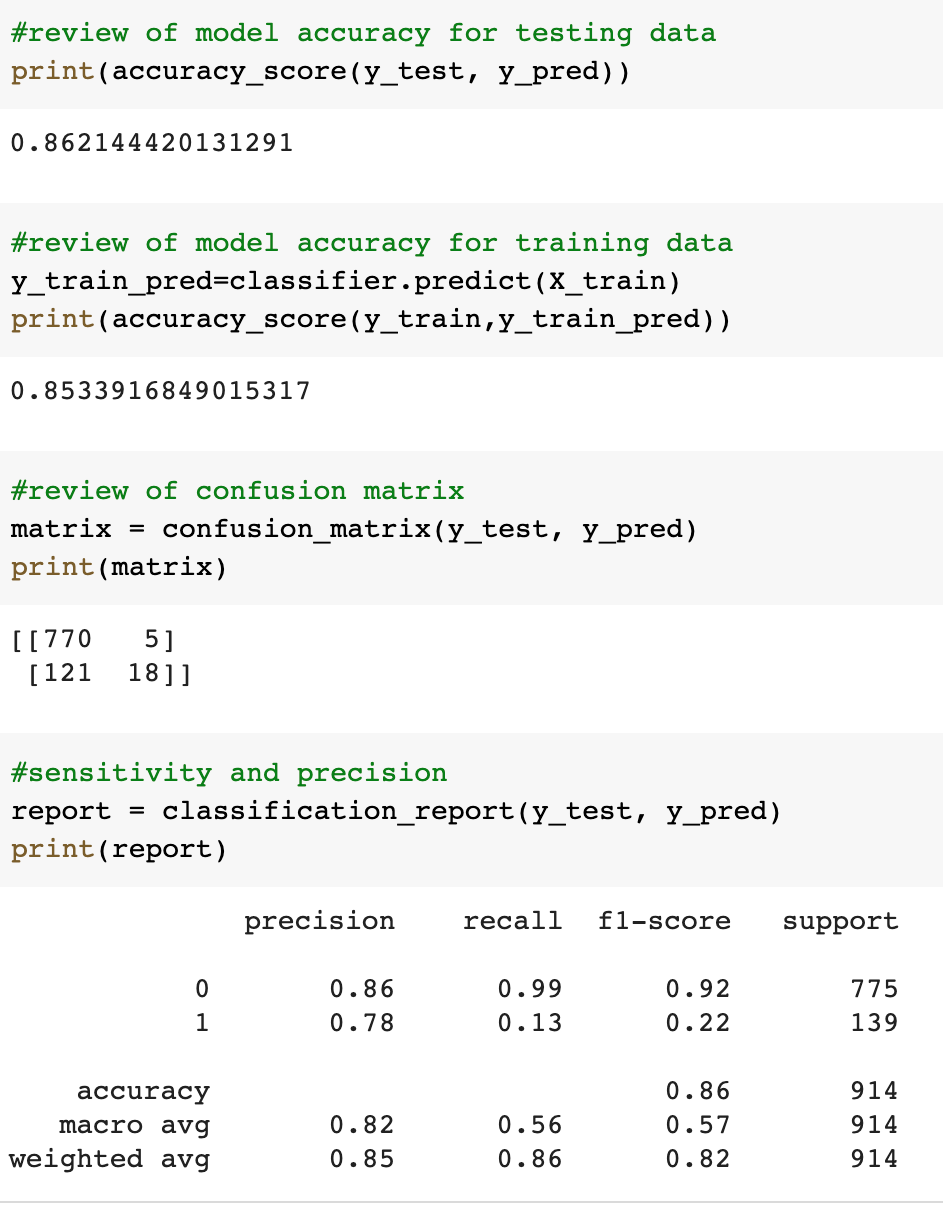 #review of model accuracy for testing data
print(accuracy_score(y_test, y_pred))
0.862144420131291
#review of model accuracy for training data
y_train_pred=classifier.predict(X_train)
print(accuracy_score(y_train,y_train_pred))
0.8533916849015317
#review of confusion matrix
matrix = confusion_matrix(y_test, y_pred)
print(matrix)
[[770   5]
 [121  18]]
#sensitivity and precision
report = classification_report(y_test, y_pred)
print(report)
              precision    recall  f1-score   support
           0       0.86      0.99      0.92       775
           1       0.78      0.13      0.22       139
    accuracy                           0.86       914
   macro avg       0.82      0.56      0.57       914
weighted avg       0.85      0.86      0.82       914